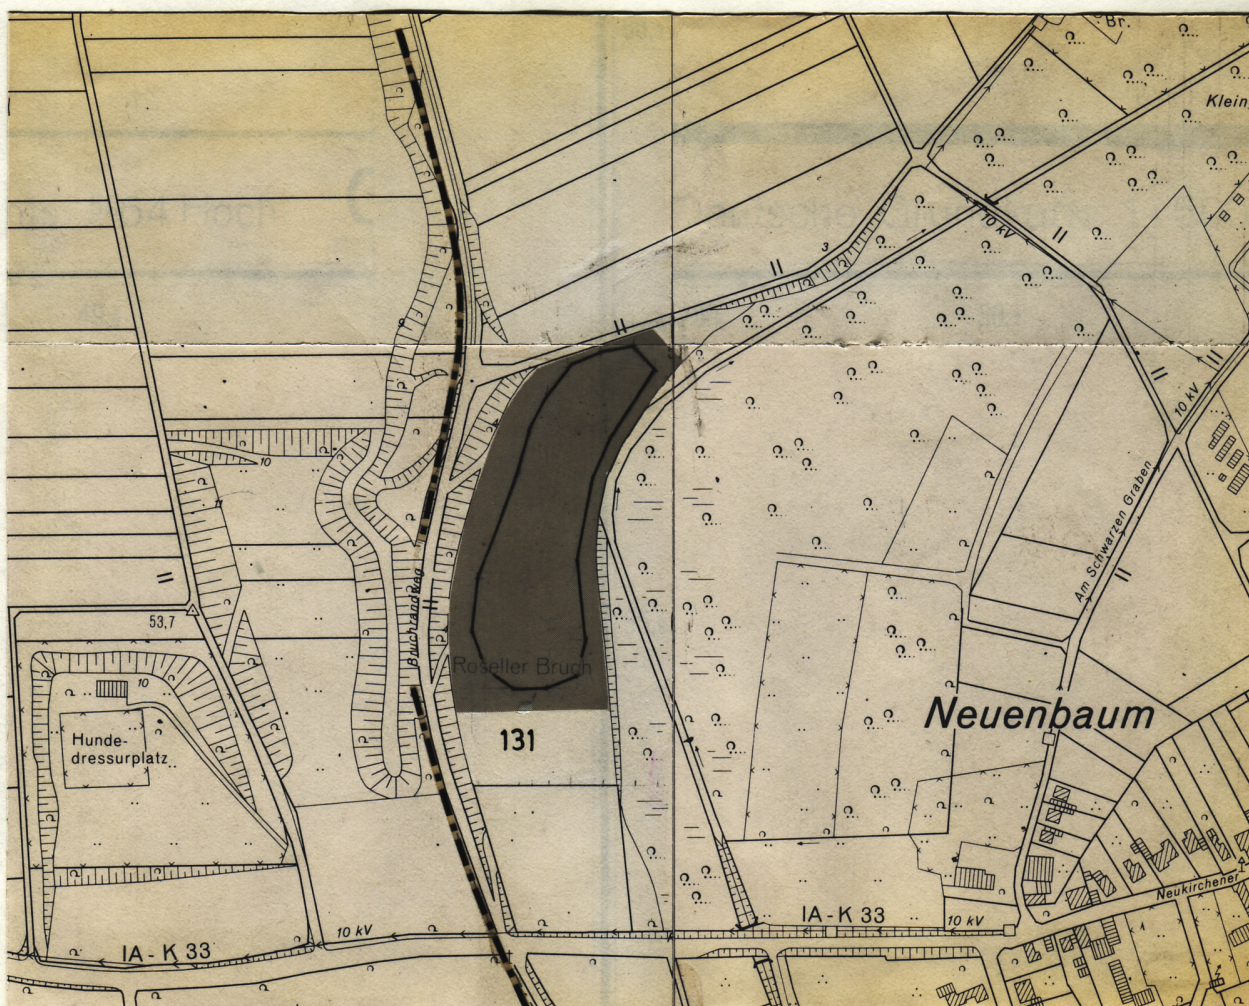 Br.
Klein
10 kV
3
10 kV
10
Am Schwarzen Graben
Bruchrandweg
53,7
Roseller Bruch
10
Neuenbaum
131
Hunde-
dressurplatz
Neukirchener
IA - K 33
10 kV
10 kV
IA - K 33